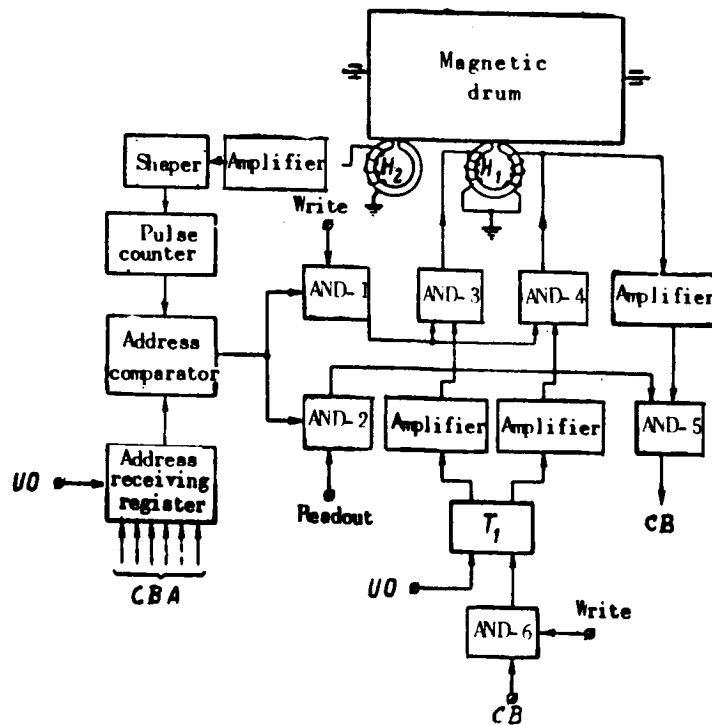 Magnetic
drum
Shaper
Amplifier
H2
H1
Write
Pulse
counter
AND-1
AND-3
AND-4
Amplifier
Address
comparator
AND-2
Amplifier
Amplifier
AND-5
Address
receiving
register
UO
Readout
T1
CB
CBA
UO
AND-6
Write
CB